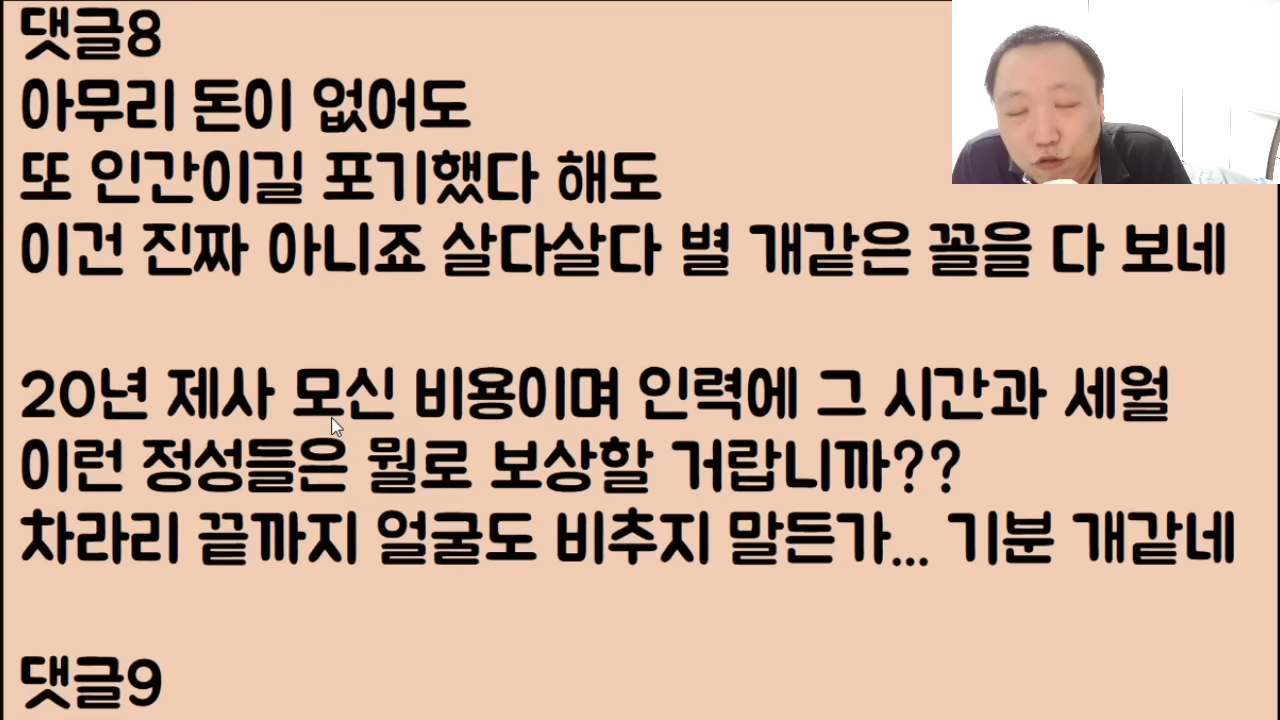 댓글8
아무리 돈이 없어도
또 인간이길 포기했다 해도
이건 진짜 아니죠 살다살다 별 개같은 꼴을 다 보네
20년 제사 모신 비용이며 인력에 그 시간과 세월
이런 정성들은 뭘로 보상할 거랍니까??
차라리 끝까지 얼굴도 비추지 말든가... 기분 개같네
댓글9